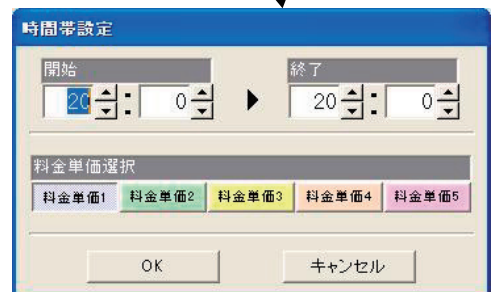 時間帯設定
開始 終了
20 : 0 ▶ 20 : 0
料金単価選択
料金単価1 料金単価2 料金単価3 料金単価4 料金単価5
OK キャンセル